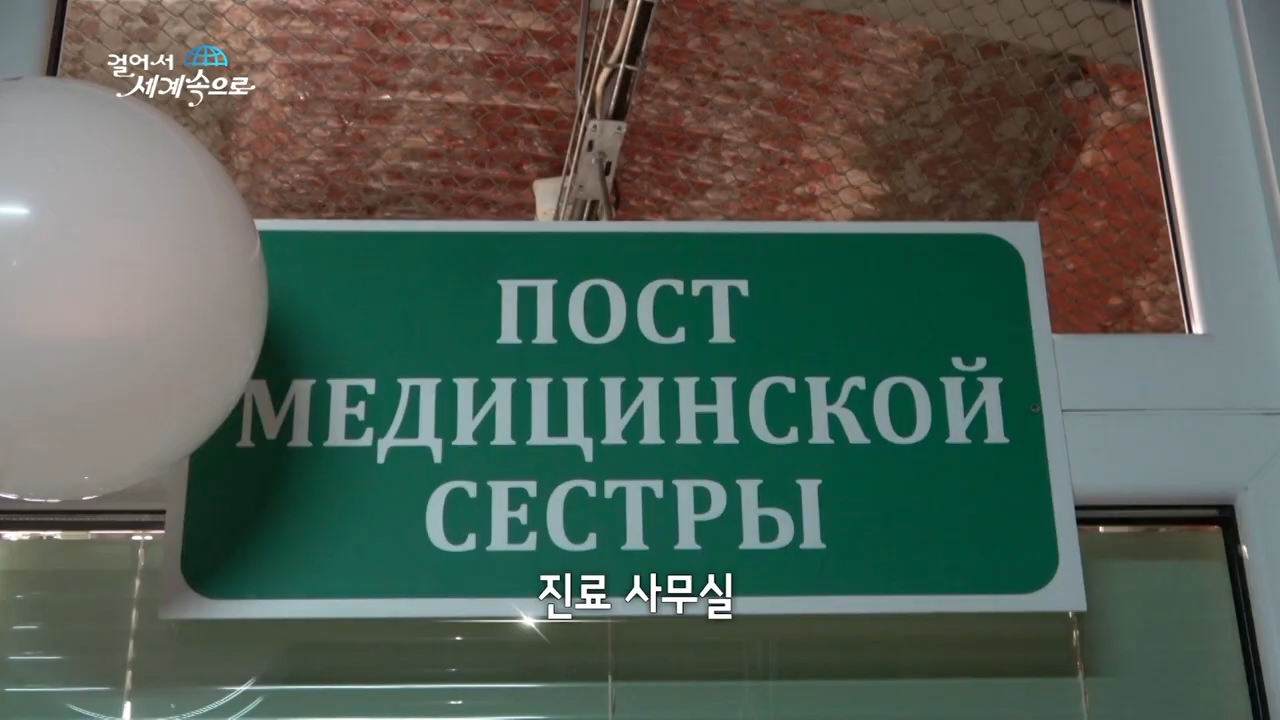 걸어서
세계속으로
ПОСТ
МЕДИЦИНСКОЙ
СЕСТРЫ
진료 사무실